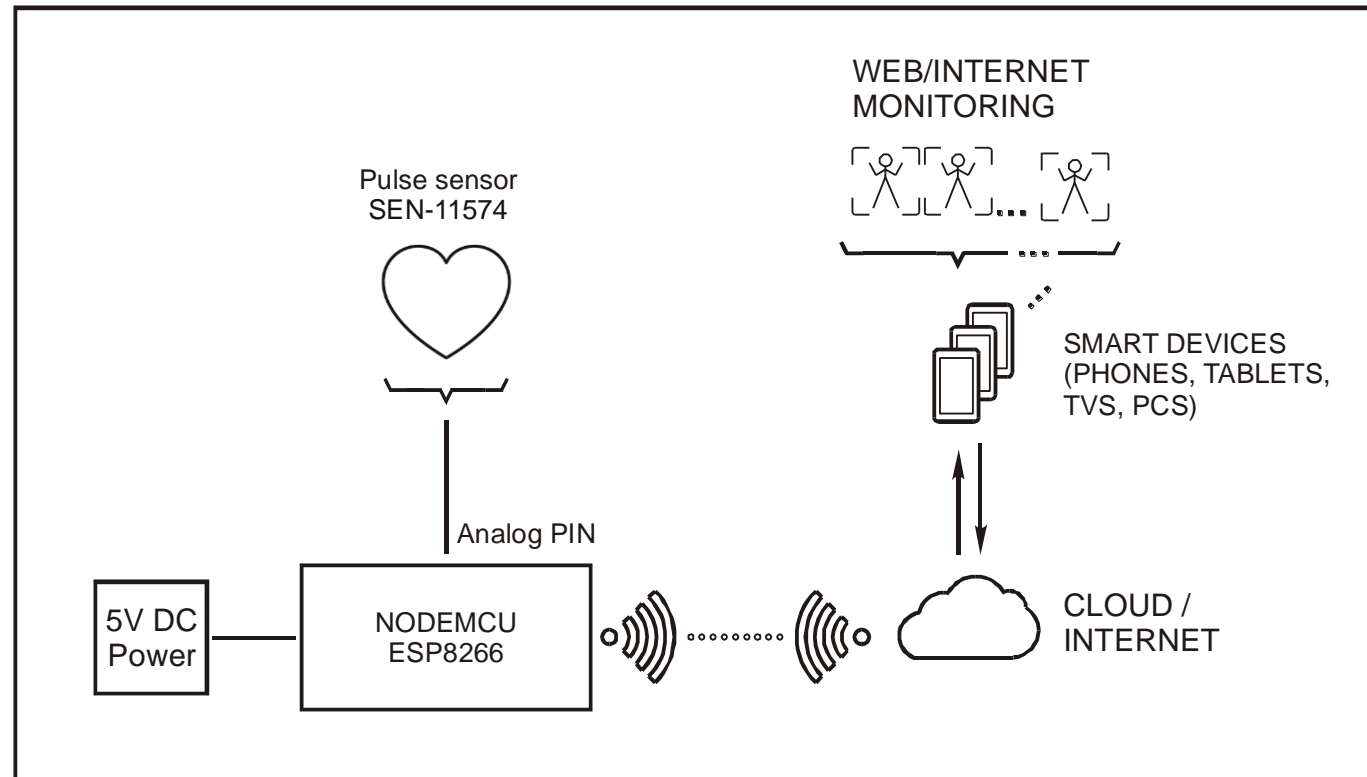 WEB/INTERNET
MONITORING
Pulse sensor
SEN-11574
SMART DEVICES
(PHONES, TABLETS,
TVS, PCS)
Analog PIN
5V DC
Power
NODEMCU
ESP8266
CLOUD /
INTERNET